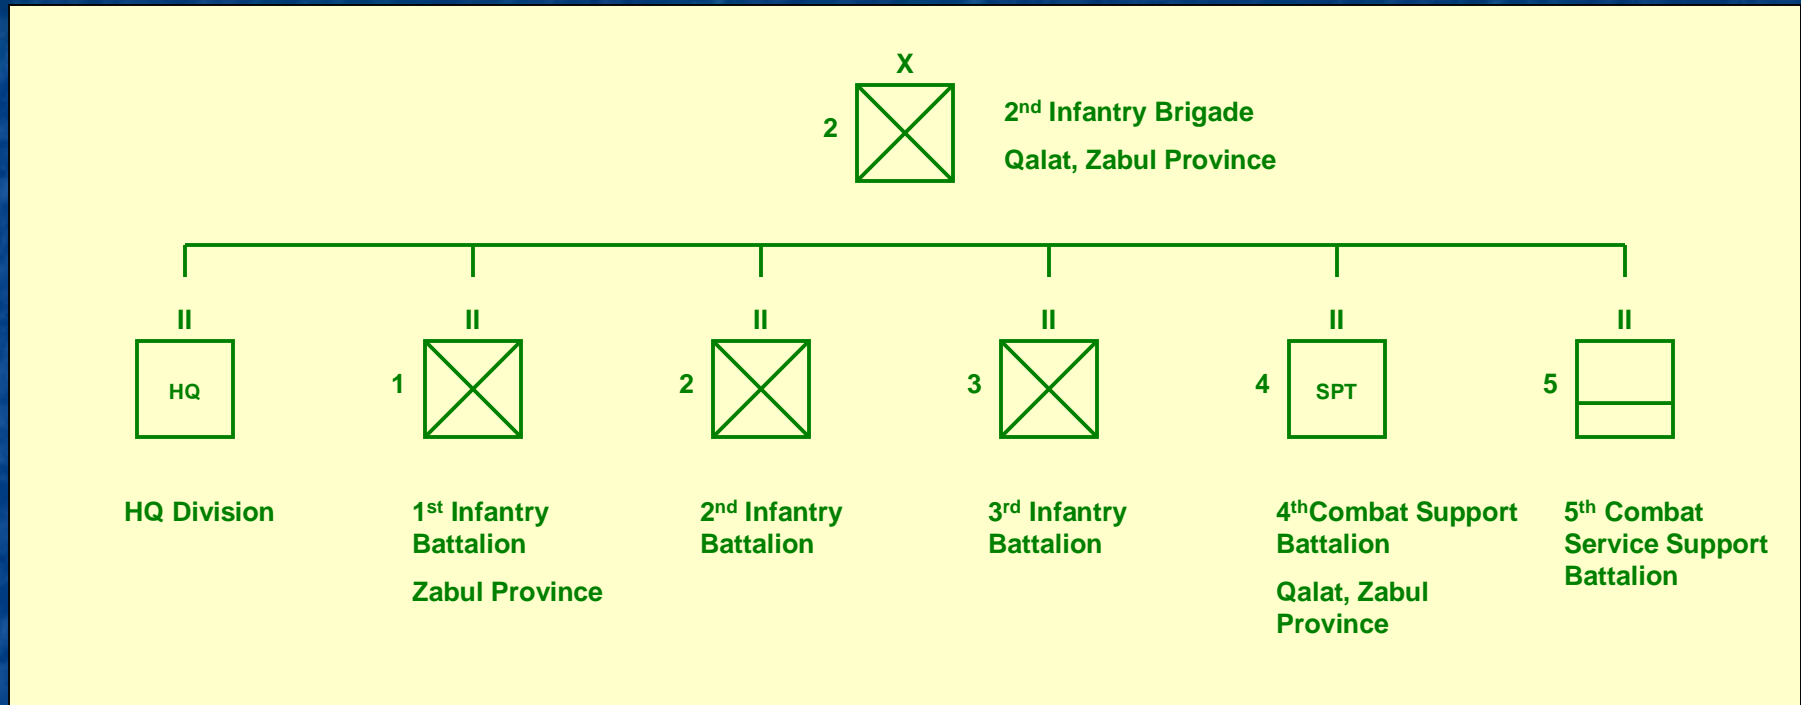 X
2
2nd Infantry Brigade
Qalat, Zabul Province
II
II
II
II
II
II
HQ
1
2
3
4
SPT
5
HQ Division
1st Infantry
Battalion
Zabul Province
2nd Infantry
Battalion
3rd Infantry
Battalion
4thCombat Support
Battalion
Qalat, Zabul
Province
5th Combat
Service Support
Battalion